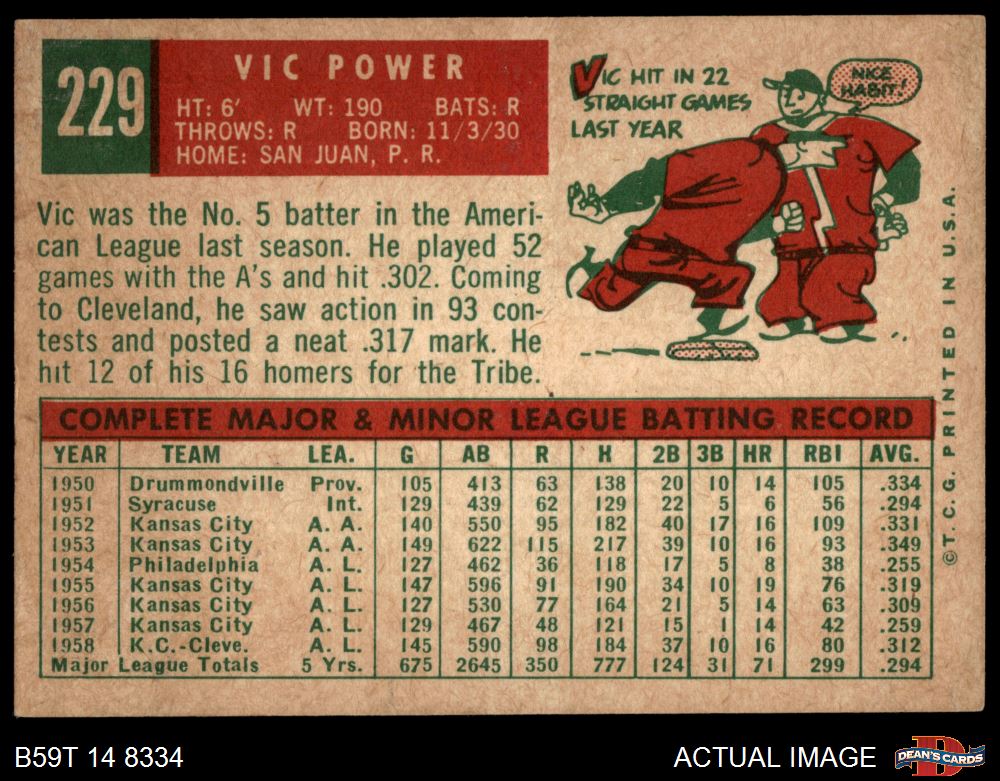 229
VIC POWER
HT: 6' WT: 190 BATS: R
THROWS: R BORN: 11/3/30
HOME: SAN JUAN, P. R.
VIC HIT IN 22
STRAIGHT GAMES
LAST YEAR
NICE
HABIT!
Vic was the No. 5 batter in the Ameri-
can League last season. He played 52
games with the A's and hit .302. Coming
to Cleveland, he saw action in 93 con-
tests and posted a neat .317 mark. He
hit 12 of his 16 homers for the Tribe.
COMPLETE MAJOR & MINOR LEAGUE BATTING RECORD
YEAR TEAM LEA. G AB R H 2B 3B HR RBI AVG.
1950 Drummondville Prov. 105 413 63 138 20 10 14 105 .334
1951 Syracuse Int. 129 439 62 129 22 5 6 56 .294
1952 Kansas City A. A. 140 550 95 182 40 17 16 109 .331
1953 Kansas City A. A. 149 622 115 217 39 10 16 93 .349
1954 Philadelphia A. L. 127 462 36 118 17 5 8 38 .255
1955 Kansas City A. L. 147 596 91 190 34 10 19 76 .319
1956 Kansas City A. L. 127 530 77 164 21 5 14 63 .309
1957 Kansas City A. L. 129 467 48 121 15 1 14 42 .259
1958 K.C.-Cleve. A. L. 145 590 98 184 37 10 16 80 .312
Major League Totals 5 Yrs. 675 2645 350 777 124 31 71 299 .294
© T. C. G. PRINTED IN U.S.A.
B59T 14 8334
ACTUAL IMAGE
D
DEAN'S CARDS